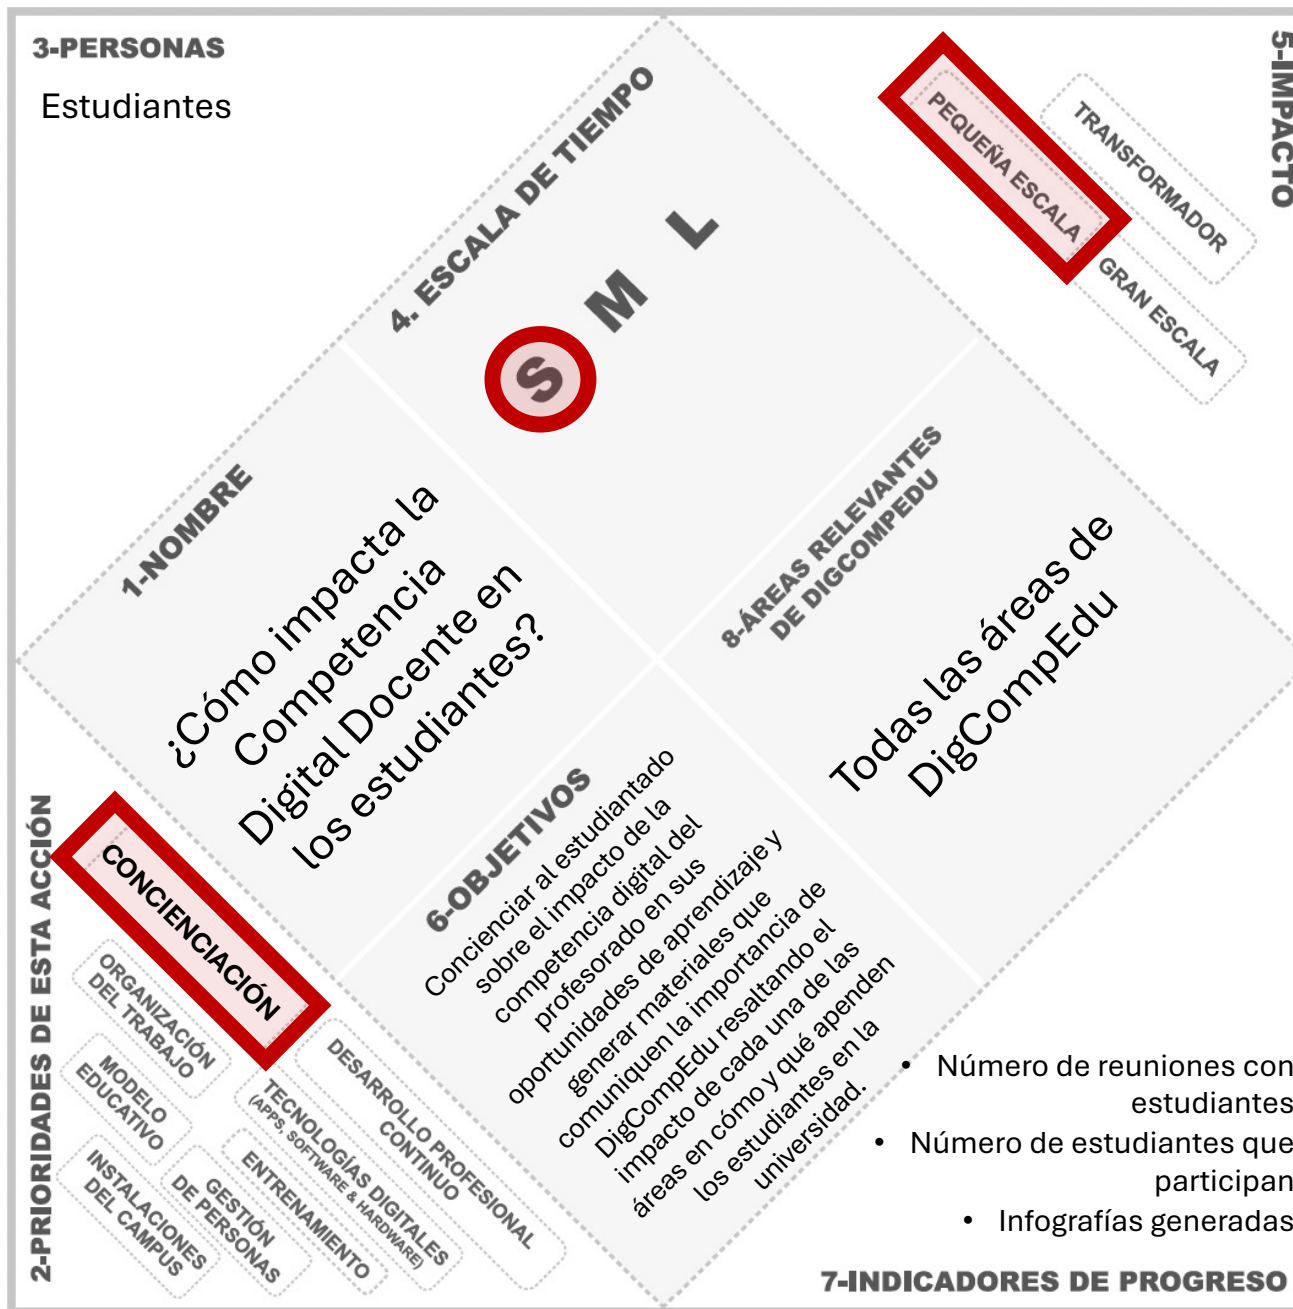 3-PERSONAS
Estudiantes
4. ESCALA DE TIEMPO
S M L
5-IMPACTO
PEQUEÑA ESCALA
TRANSFORMADOR
GRAN ESCALA
1-NOMBRE
¿Cómo impacta la
Competencia
Digital Docente en
los estudiantes?
8-ÁREAS RELEVANTES
DE DIGCOMPEDU
Todas las áreas de
DigCompEdu
6-OBJETIVOS
Concienciar al estudiantado
sobre el impacto de la
competencia digital del
profesorado en sus
oportunidades de aprendizaje y
generar materiales que
comuniquen la importancia de
DigCompEdu resaltando el
impacto de cada una de las
áreas en cómo y qué apenden
los estudiantes en la
universidad.
2-PRIORIDADES DE ESTA ACCIÓN
CONCIENCIACIÓN
ORGANIZACIÓN
DEL TRABAJO
MODELO
EDUCATIVO
INSTALACIONES
DEL CAMPUS
DESARROLLO PROFESIONAL
CONTINUO
TECNOLOGÍAS DIGITALES
(APPS, SOFTWARE & HARDWARE)
ENTRENAMIENTO
GESTIÓN
DE PERSONAS
• Número de reuniones con
estudiantes
• Número de estudiantes que
participan
• Infografías generadas
7-INDICADORES DE PROGRESO